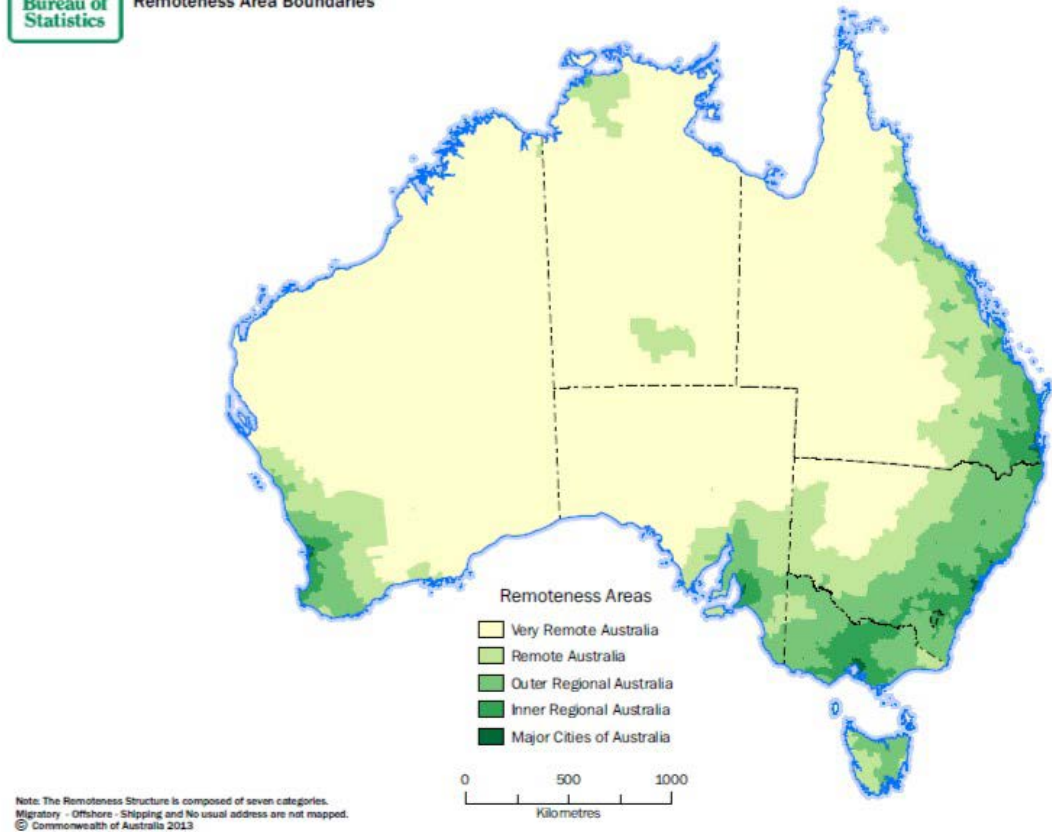 Bureau of
Statistics
Remoteness Area Boundaries
Remoteness Areas
Very Remote Australia
Remote Australia
Outer Regional Australia
Inner Regional Australia
Major Cities of Australia
0 500 1000
Kilometres
Note: The Remoteness Structure is composed of seven categories.
Migratory - Offshore - Shipping and No usual address are not mapped.
© Commonwealth of Australia 2013